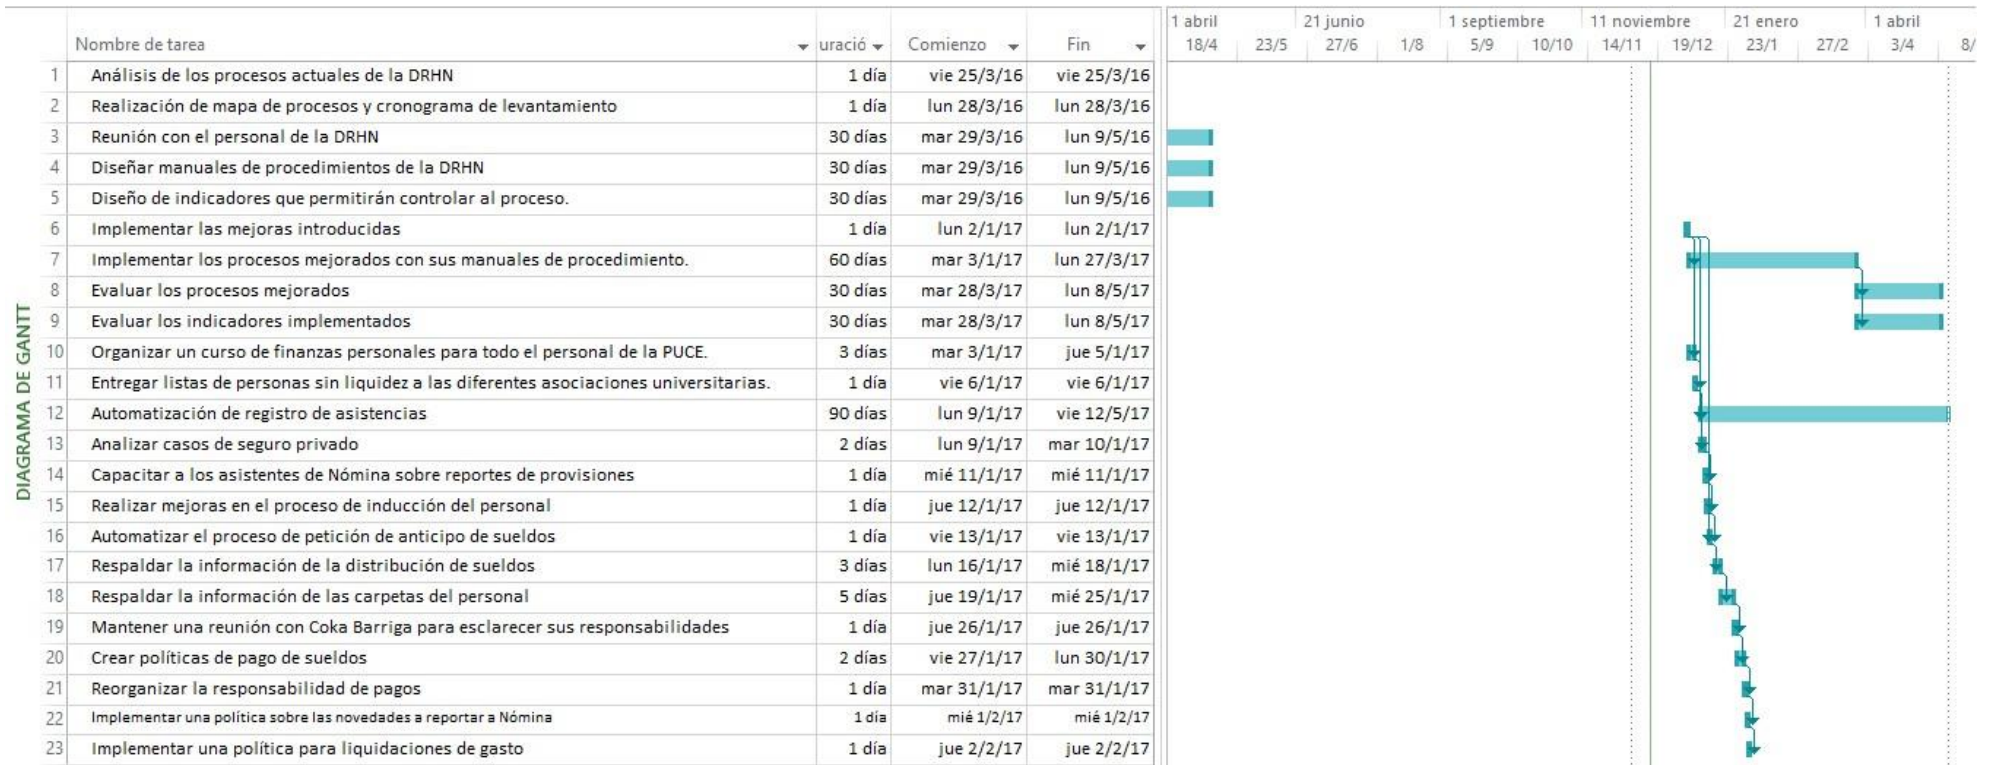 1 abril 21 junio 1 septiembre 11 noviembre 21 enero 1 abril
Nombre de tarea uració Comienzo Fin 18/4 23/5 27/6 1/8 5/9 10/10 14/11 19/12 23/1 27/2 3/4 8/
DIAGRAMA DE GANTT
1 Análisis de los procesos actuales de la DRHN 1 día vie 25/3/16 vie 25/3/16
2 Realización de mapa de procesos y cronograma de levantamiento 1 día lun 28/3/16 lun 28/3/16
3 Reunión con el personal de la DRHN 30 días mar 29/3/16 lun 9/5/16
4 Diseñar manuales de procedimientos de la DRHN 30 días mar 29/3/16 lun 9/5/16
5 Diseño de indicadores que permitirán controlar al proceso. 30 días mar 29/3/16 lun 9/5/16
6 Implementar las mejoras introducidas 1 día lun 2/1/17 lun 2/1/17
7 Implementar los procesos mejorados con sus manuales de procedimiento. 60 días mar 3/1/17 lun 27/3/17
8 Evaluar los procesos mejorados 30 días mar 28/3/17 lun 8/5/17
9 Evaluar los indicadores implementados 30 días mar 28/3/17 lun 8/5/17
10 Organizar un curso de finanzas personales para todo el personal de la PUCE. 3 días mar 3/1/17 jue 5/1/17
11 Entregar listas de personas sin liquidez a las diferentes asociaciones universitarias. 1 día vie 6/1/17 vie 6/1/17
12 Automatización de registro de asistencias 90 días lun 9/1/17 vie 12/5/17
13 Analizar casos de seguro privado 2 días lun 9/1/17 mar 10/1/17
14 Capacitar a los asistentes de Nómina sobre reportes de provisiones 1 día mié 11/1/17 mié 11/1/17
15 Realizar mejoras en el proceso de inducción del personal 1 día jue 12/1/17 jue 12/1/17
16 Automatizar el proceso de petición de anticipo de sueldos 1 día vie 13/1/17 vie 13/1/17
17 Respaldar la información de la distribución de sueldos 3 días lun 16/1/17 mié 18/1/17
18 Respaldar la información de las carpetas del personal 5 días jue 19/1/17 mié 25/1/17
19 Mantener una reunión con Coka Barriga para esclarecer sus responsabilidades 1 día jue 26/1/17 jue 26/1/17
20 Crear políticas de pago de sueldos 2 días vie 27/1/17 lun 30/1/17
21 Reorganizar la responsabilidad de pagos 1 día mar 31/1/17 mar 31/1/17
22 Implementar una política sobre las novedades a reportar a Nómina 1 día mié 1/2/17 mié 1/2/17
23 Implementar una política para liquidaciones de gasto 1 día jue 2/2/17 jue 2/2/17